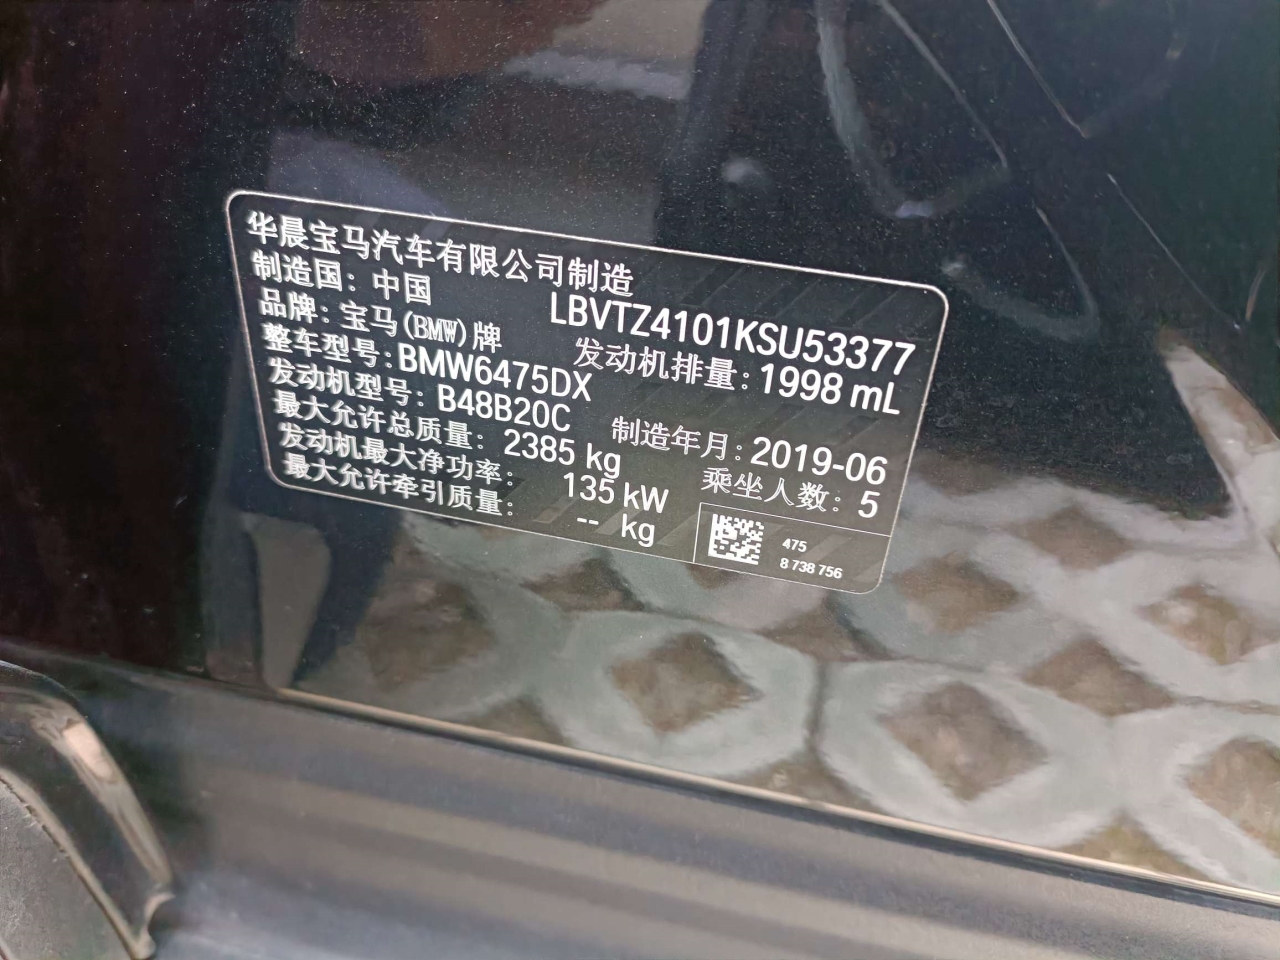 华晨宝马汽车有限公司制造
制造国：中国
LBVTZ4101KSU53377
品牌：宝马(BMW)牌
发动机排量：1998 mL
整车型号：BMW6475DX
发动机型号：B48B20C
制造年月：2019-06
最大允许总质量：2385 kg
乘坐人数：5
发动机最大净功率：135 kW
最大允许牵引质量：-- kg
475
8 738 756